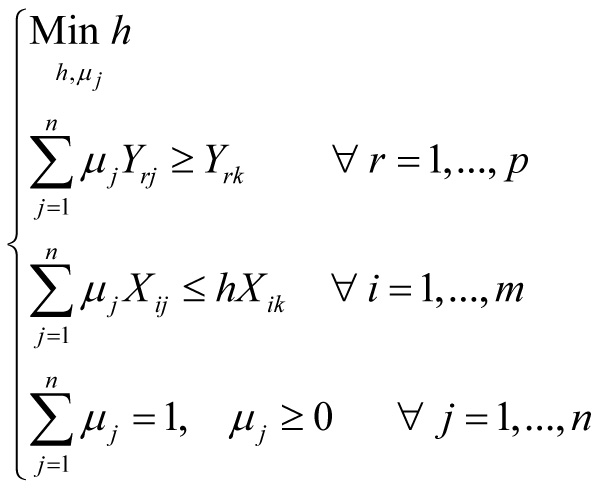 Min h
h, μ_j
∑_{j=1}^{n} μ_j Y_{rj} ≥ Y_{rk} ∀ r = 1,..., p
∑_{j=1}^{n} μ_j X_{ij} ≤ hX_{ik} ∀ i = 1,..., m
∑_{j=1}^{n} μ_j = 1, μ_j ≥ 0 ∀ j = 1,..., n